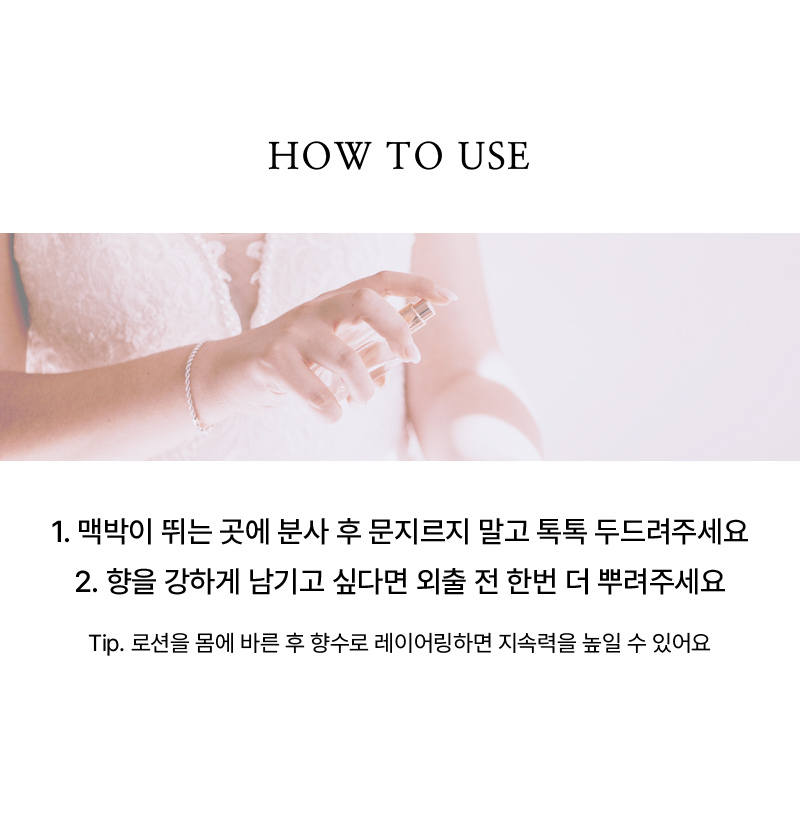 HOW TO USE
1. 맥박이 뛰는 곳에 분사 후 문지르지 말고 톡톡 두드려주세요
2. 향을 강하게 남기고 싶다면 외출 전 한번 더 뿌려주세요
Tip. 로션을 몸에 바른 후 향수로 레이어링하면 지속력을 높일 수 있어요